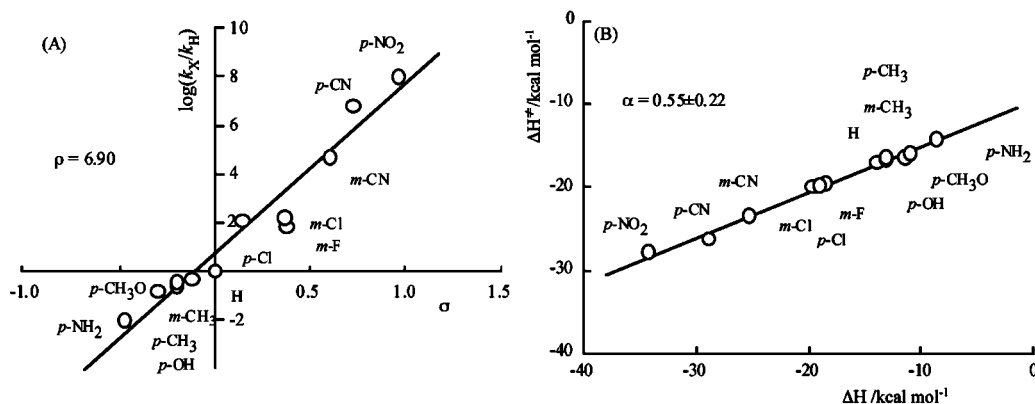 (A)
log(kX/kH)
10
8
6
4
2
-2
p-NO2
p-CN
m-CN
ρ = 6.90
m-Cl
m-F
p-Cl
-1.0
p-CH3O
H
0.5
1.0
1.5
σ
p-NH2
m-CH3
p-CH3
p-OH
(B)
ΔH≠/kcal mol-1
0
-10
-20
-30
-40
α = 0.55±0.22
p-CH3
m-CH3
H
p-NH2
p-CH3O
p-OH
m-CN
m-F
m-Cl
p-Cl
p-CN
p-NO2
-40
-30
-20
-10
0
ΔH /kcal mol-1